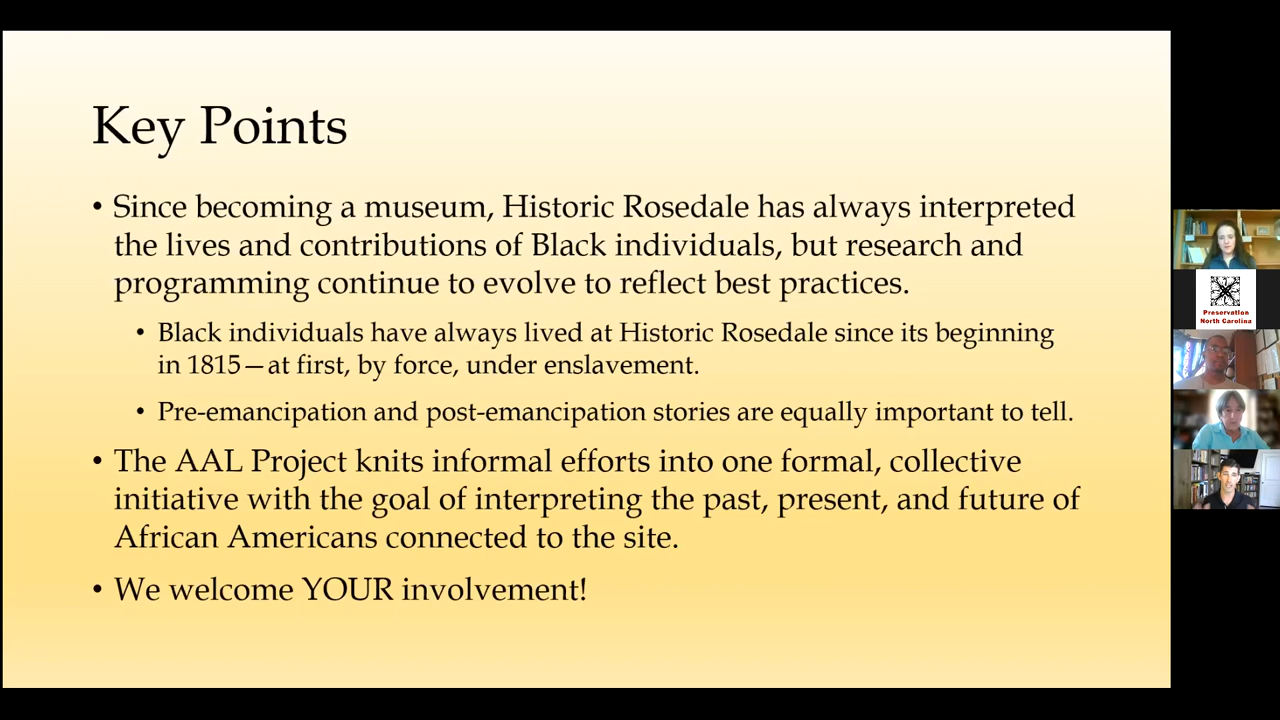 Key Points
• Since becoming a museum, Historic Rosedale has always interpreted
the lives and contributions of Black individuals, but research and
programming continue to evolve to reflect best practices.
• Black individuals have always lived at Historic Rosedale since its beginning
in 1815—at first, by force, under enslavement.
• Pre-emancipation and post-emancipation stories are equally important to tell.
• The AAL Project knits informal efforts into one formal, collective
initiative with the goal of interpreting the past, present, and future of
African Americans connected to the site.
• We welcome YOUR involvement!
Preservation
North Carolina